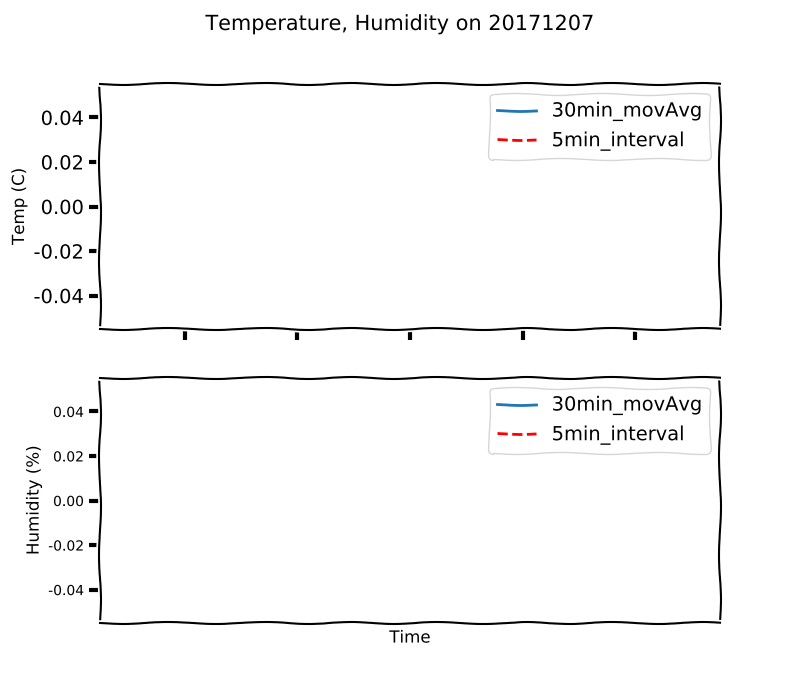 Temperature, Humidity on 20171207
30min_movAvg
5min_interval
0.04
0.02
0.00
-0.02
-0.04
Temp (C)
30min_movAvg
5min_interval
0.04
0.02
0.00
-0.02
-0.04
Humidity (%)
Time